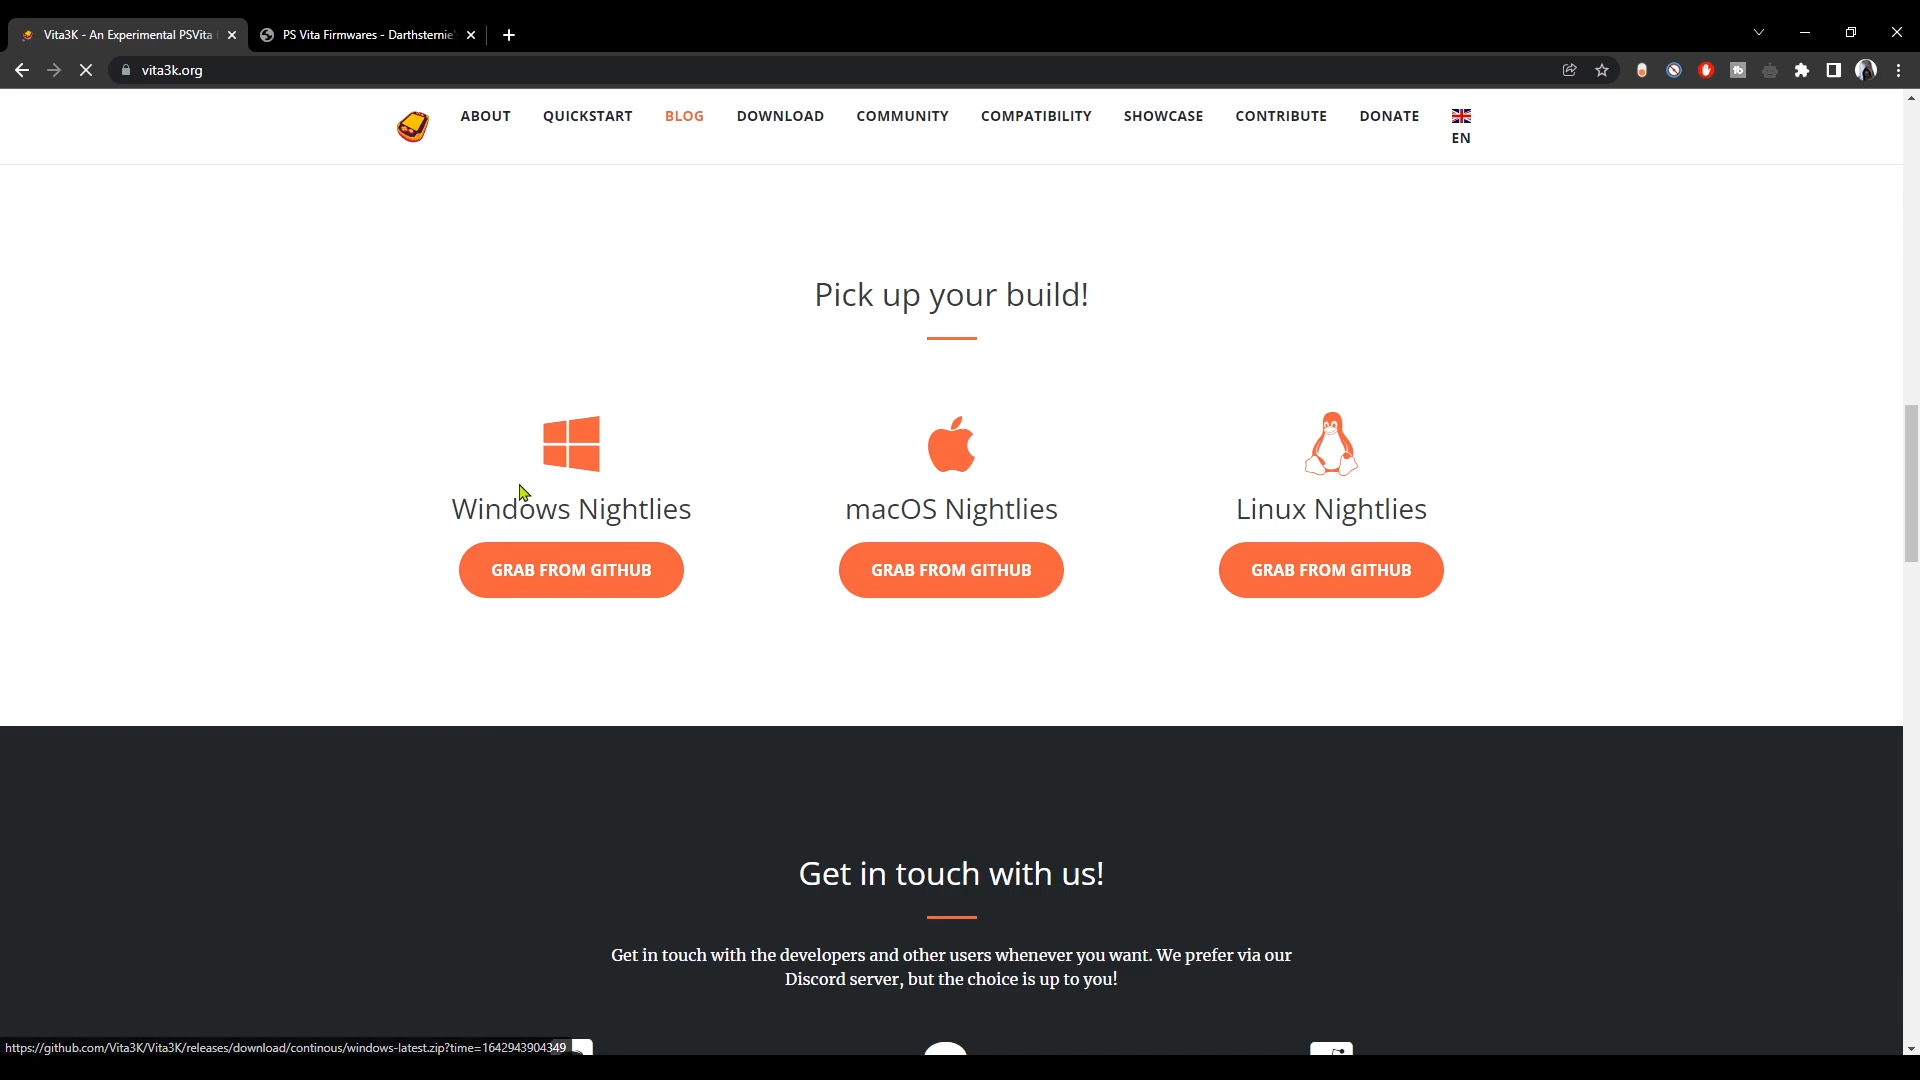 Vita3K - An Experimental PSVita
PS Vita Firmwares - Darthsternie'
vita3k.org
ABOUT
QUICKSTART
BLOG
DOWNLOAD
COMMUNITY
COMPATIBILITY
SHOWCASE
CONTRIBUTE
DONATE
EN
Pick up your build!
Windows Nightlies
macOS Nightlies
Linux Nightlies
GRAB FROM GITHUB
GRAB FROM GITHUB
GRAB FROM GITHUB
Get in touch with us!
Get in touch with the developers and other users whenever you want. We prefer via our
Discord server, but the choice is up to you!
https://github.com/Vita3K/Vita3K/releases/download/continous/windows-latest.zip?time=1642943904349